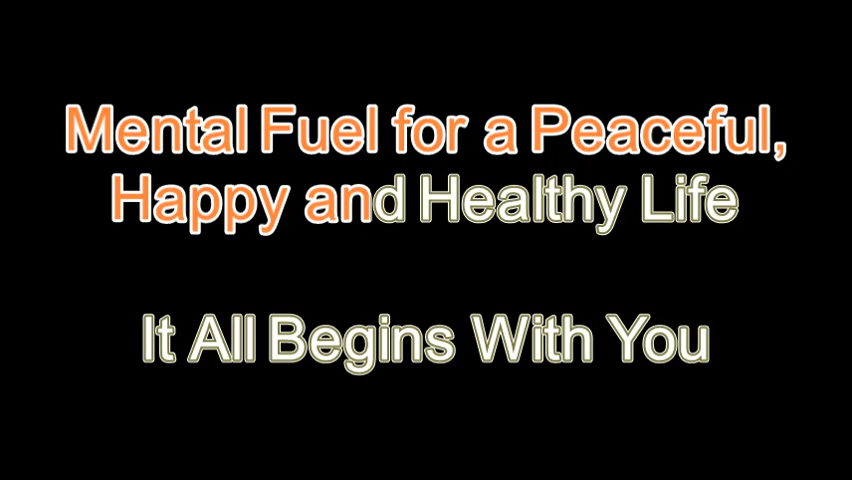 Mental Fuel for a Peaceful,
Happy and Healthy Life
It All Begins With You